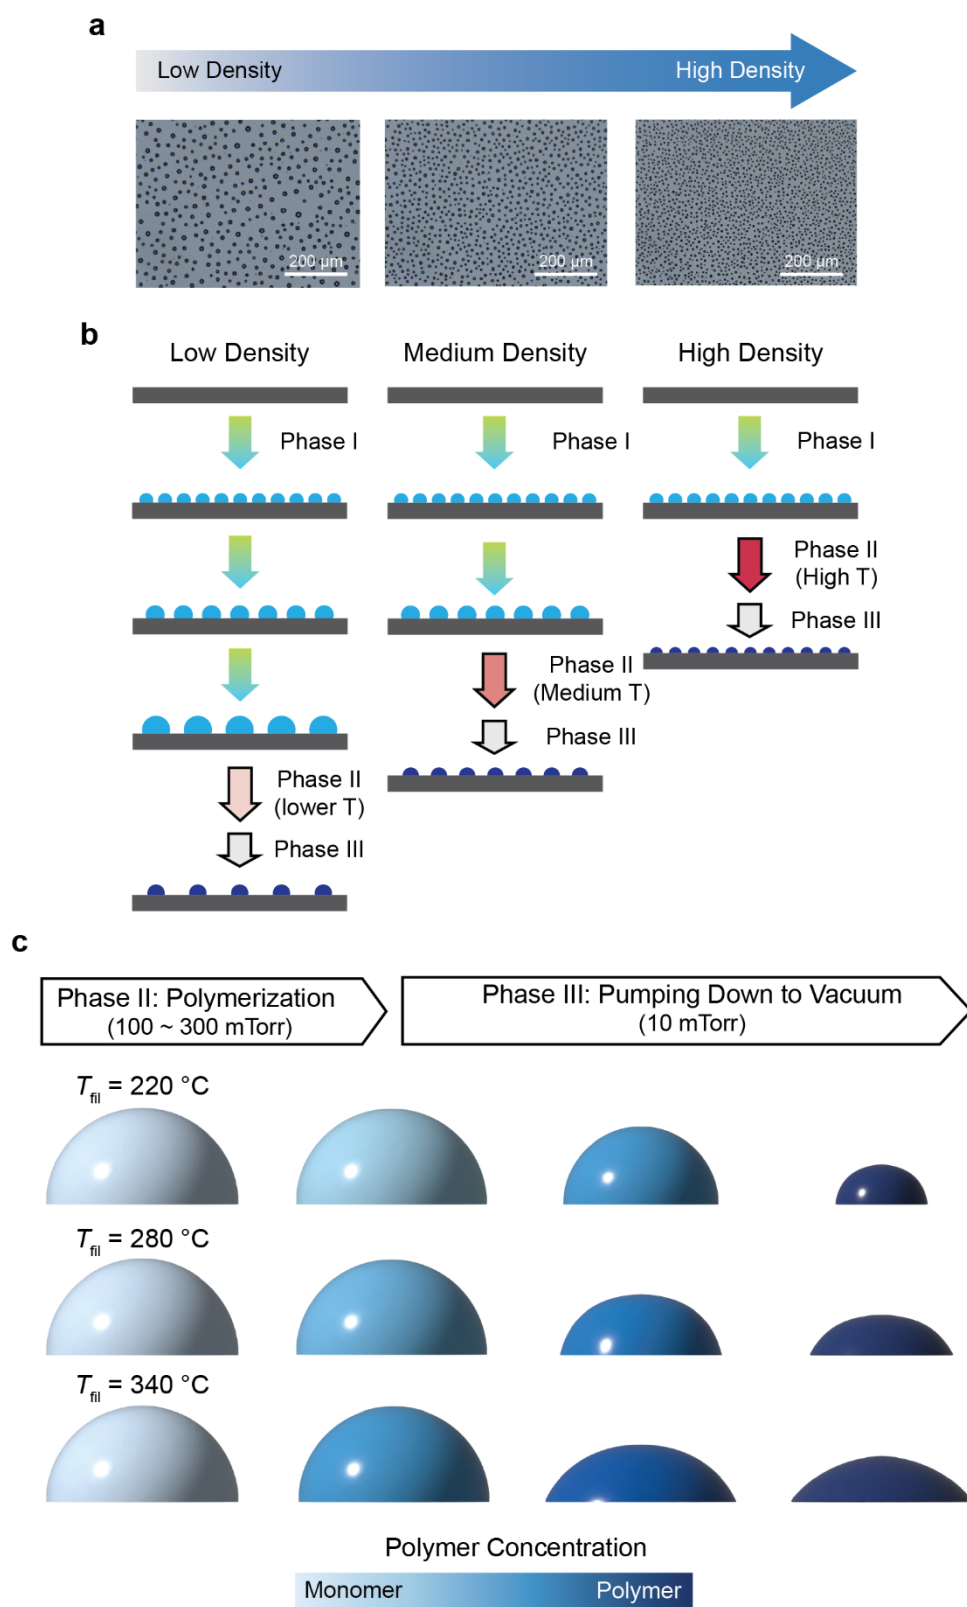 a
Low Density
High Density
200 µm
200 µm
200 µm
b
Low Density
Medium Density
High Density
Phase I
Phase I
Phase I
Phase II
(High T)
Phase III
Phase II
(Medium T)
Phase III
Phase II
(lower T)
Phase III
c
Phase II: Polymerization
(100 ~ 300 mTorr)
Phase III: Pumping Down to Vacuum
(10 mTorr)
Tfil = 220 °C
Tfil = 280 °C
Tfil = 340 °C
Polymer Concentration
Monomer
Polymer